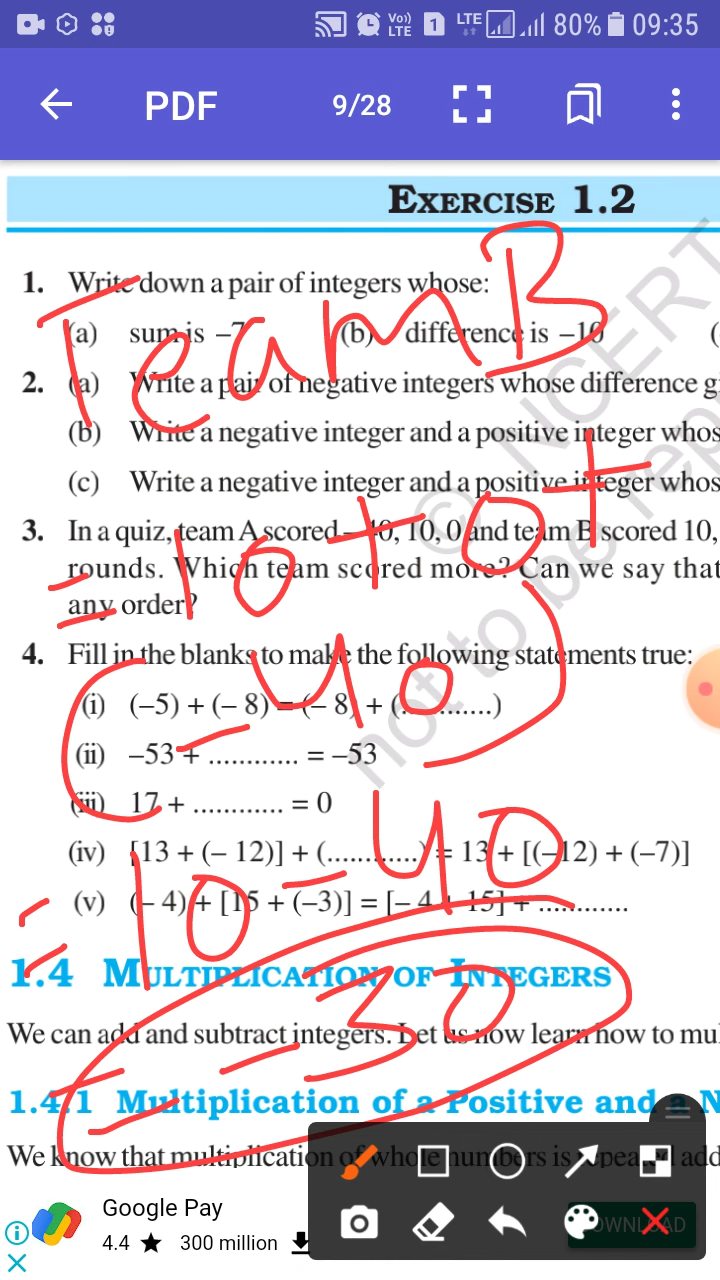 Vo)) LTE 1 LTE 80% 09:35
PDF 9/28
EXERCISE 1.2
1. Write down a pair of integers whose:
(a) sum is –7 (b) difference is –10 (
2. (a) Write a pair of negative integers whose difference g
(b) Write a negative integer and a positive integer whos
(c) Write a negative integer and a positive integer whos
3. In a quiz, team A scored – 40, 10, 0 and team B scored 10,
rounds. Which team scored more? Can we say that
any order?
4. Fill in the blanks to make the following statements true:
(i) (–5) + (– 8) = (– 8) + (............)
(ii) –53 + ............ = –53
(iii) 17 + ............ = 0
(iv) [13 + (– 12)] + (............) = 13 + [(–12) + (–7)]
(v) (– 4) + [15 + (–3)] = [– 4 + 15] + ............
1.4 MULTIPLICATION OF INTEGERS
We can add and subtract integers. Let us now learn how to mul
1.4.1 Multiplication of a Positive and a N
We know that multiplication of whole numbers is repeated add
Team B
= 10 + 0 +
(-40)
= 10 - 40
= -30
© NCERT
not to be rep
Google Pay
4.4 ★ 300 million
DOWNLOAD